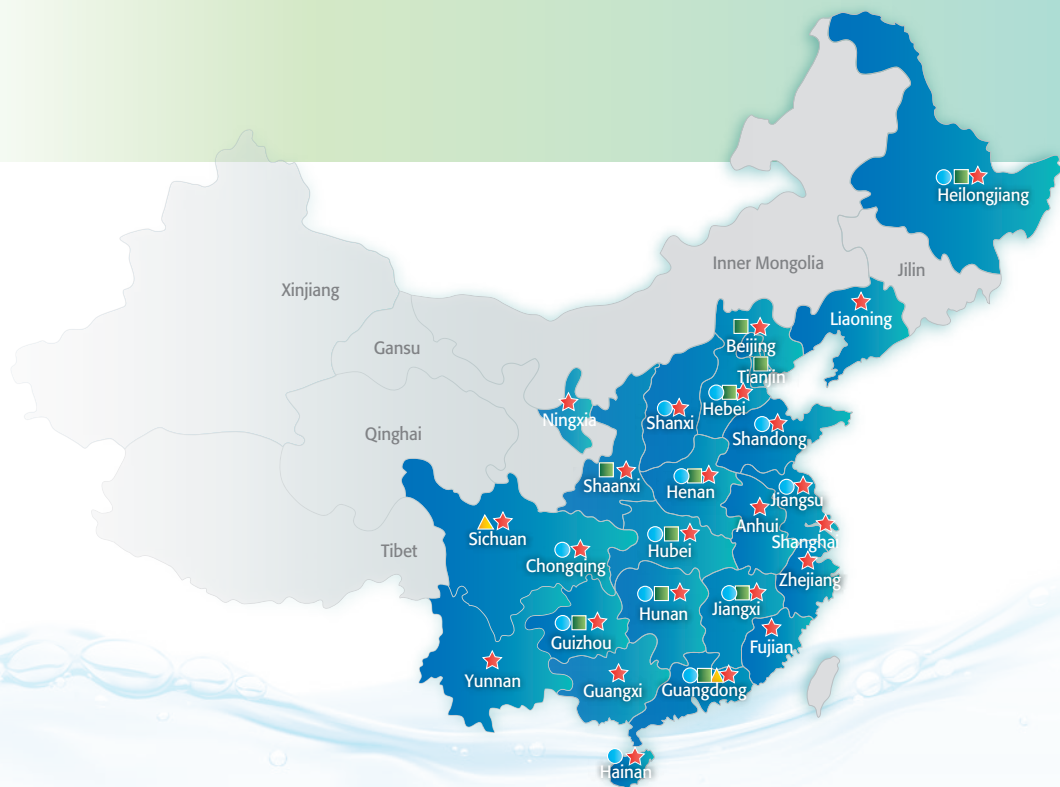 Heilongjiang
Inner Mongolia
Jilin
Xinjiang
Liaoning
Beijing
Gansu
Tianjin
Hebei
Ningxia
Shanxi
Qinghai
Shandong
Shaanxi
Henan
Jiangsu
Anhui
Sichuan
Shanghai
Tibet
Hubei
Chongqing
Zhejiang
Hunan
Jiangxi
Guizhou
Fujian
Yunnan
Guangxi
Guangdong
Hainan